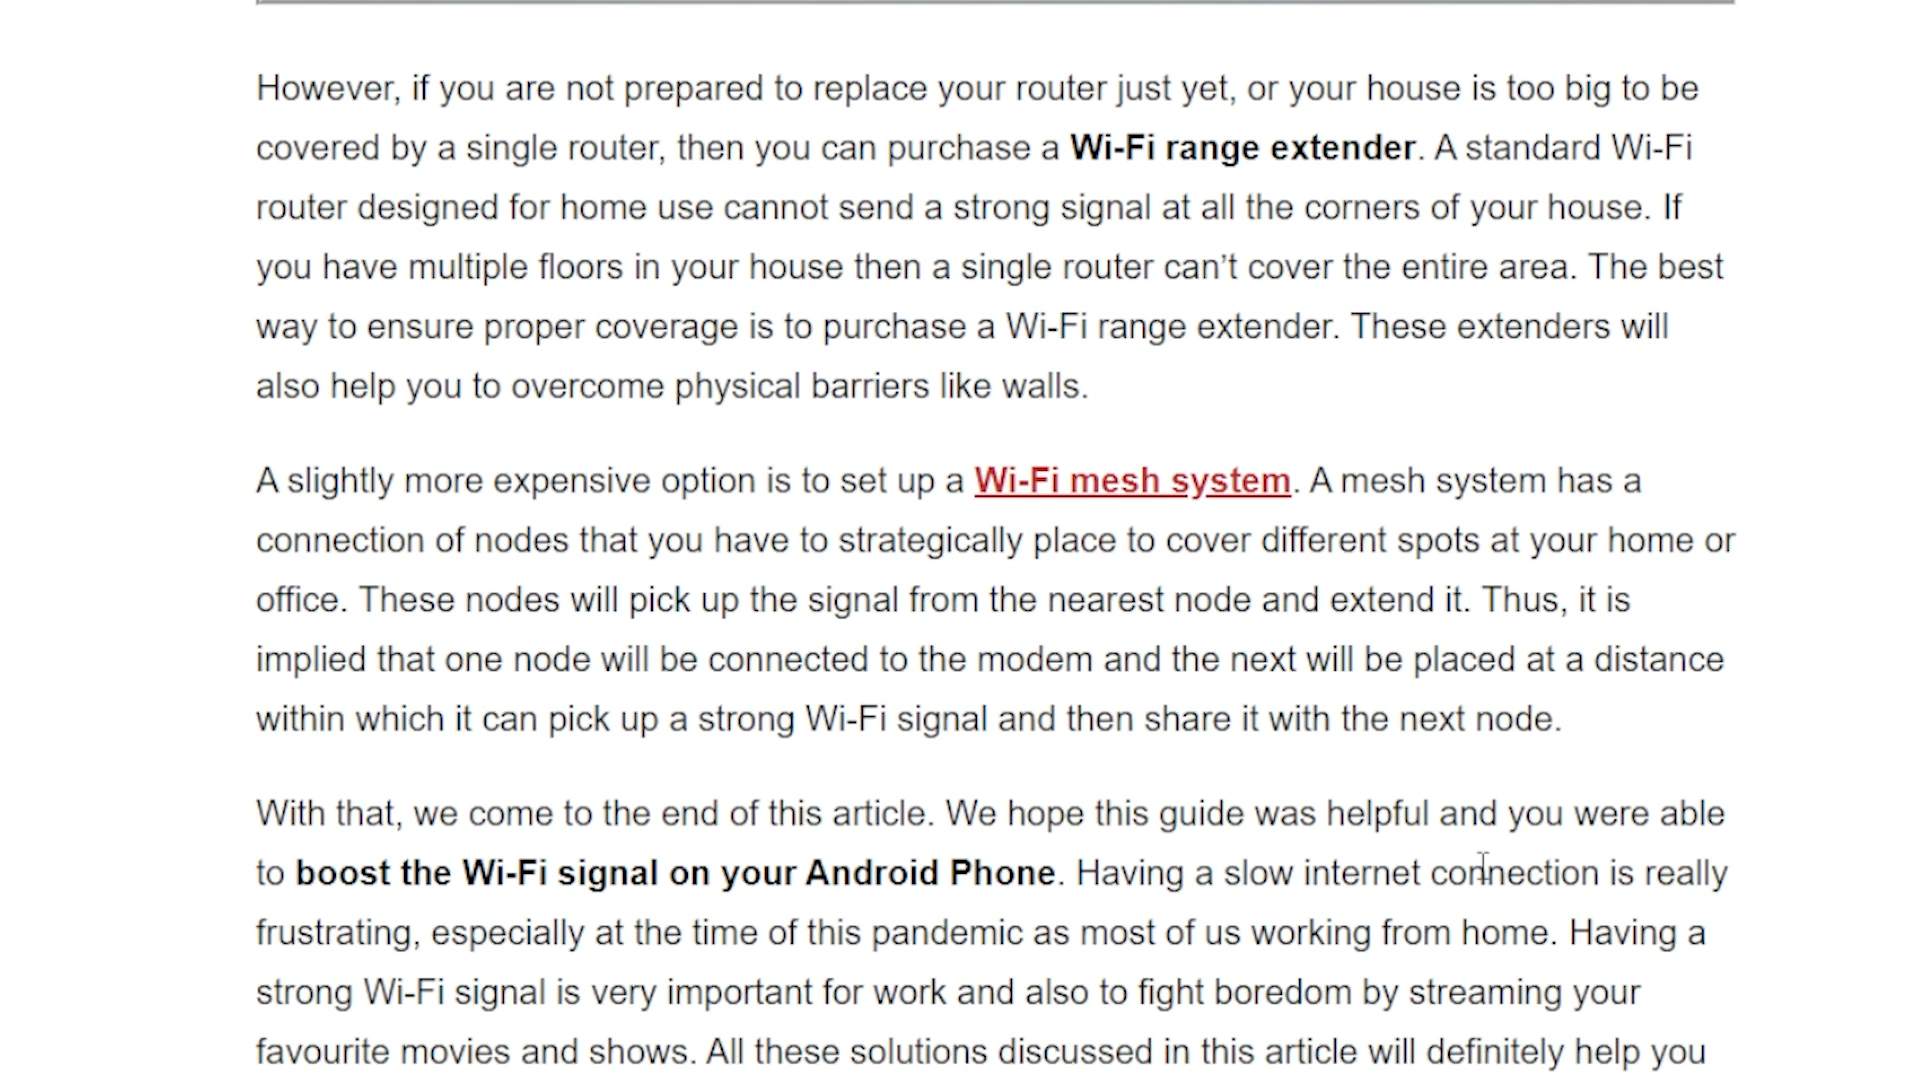 However, if you are not prepared to replace your router just yet, or your house is too big to be
covered by a single router, then you can purchase a Wi-Fi range extender. A standard Wi-Fi
router designed for home use cannot send a strong signal at all the corners of your house. If
you have multiple floors in your house then a single router can’t cover the entire area. The best
way to ensure proper coverage is to purchase a Wi-Fi range extender. These extenders will
also help you to overcome physical barriers like walls.
A slightly more expensive option is to set up a Wi-Fi mesh system. A mesh system has a
connection of nodes that you have to strategically place to cover different spots at your home or
office. These nodes will pick up the signal from the nearest node and extend it. Thus, it is
implied that one node will be connected to the modem and the next will be placed at a distance
within which it can pick up a strong Wi-Fi signal and then share it with the next node.
With that, we come to the end of this article. We hope this guide was helpful and you were able
to boost the Wi-Fi signal on your Android Phone. Having a slow internet connection is really
frustrating, especially at the time of this pandemic as most of us working from home. Having a
strong Wi-Fi signal is very important for work and also to fight boredom by streaming your
favourite movies and shows. All these solutions discussed in this article will definitely help you